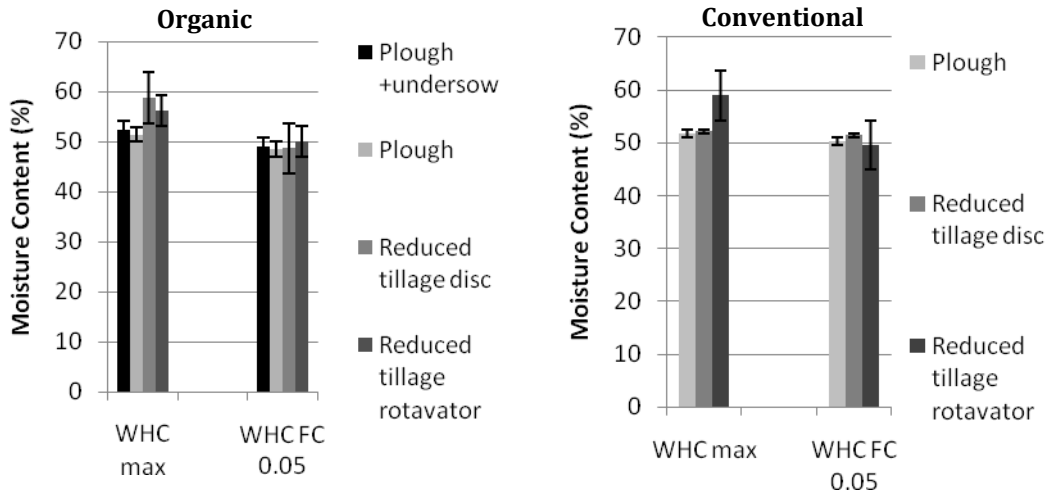 Organic
Moisture Content (%)
70
60
50
40
30
20
10
0
WHC
max
WHC FC
0.05
Plough
+undersow
Plough
Reduced
tillage disc
Reduced
tillage
rotavator
Conventional
Moisture Content (%)
70
60
50
40
30
20
10
0
WHC max
WHC FC
0.05
Plough
Reduced
tillage disc
Reduced
tillage
rotavator